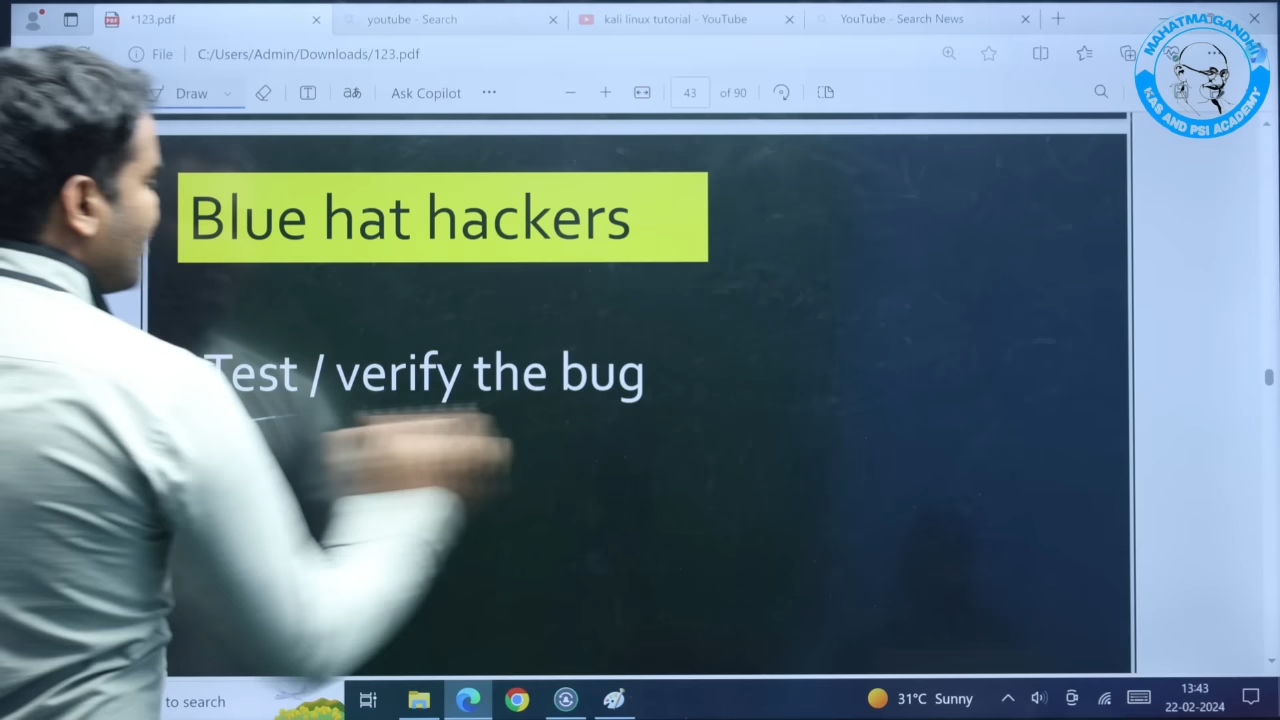 *123.pdf
youtube - Search
kali linux tutorial - YouTube
YouTube - Search News
File
C:/Users/Admin/Downloads/123.pdf
Draw
Ask Copilot
43
of 90
MAHATMA GANDHI
KAS AND PSI ACADEMY
Blue hat hackers
Test / verify the bug
to search
31°C Sunny
13:43
22-02-2024